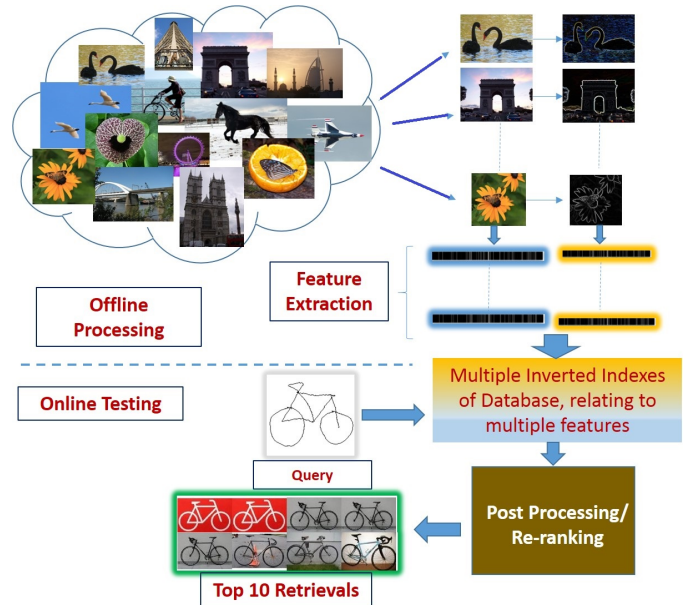 Feature
Extraction
Offline
Processing
Online Testing
Multiple Inverted Indexes
of Database, relating to
multiple features
Query
Post Processing/
Re-ranking
Top 10 Retrievals